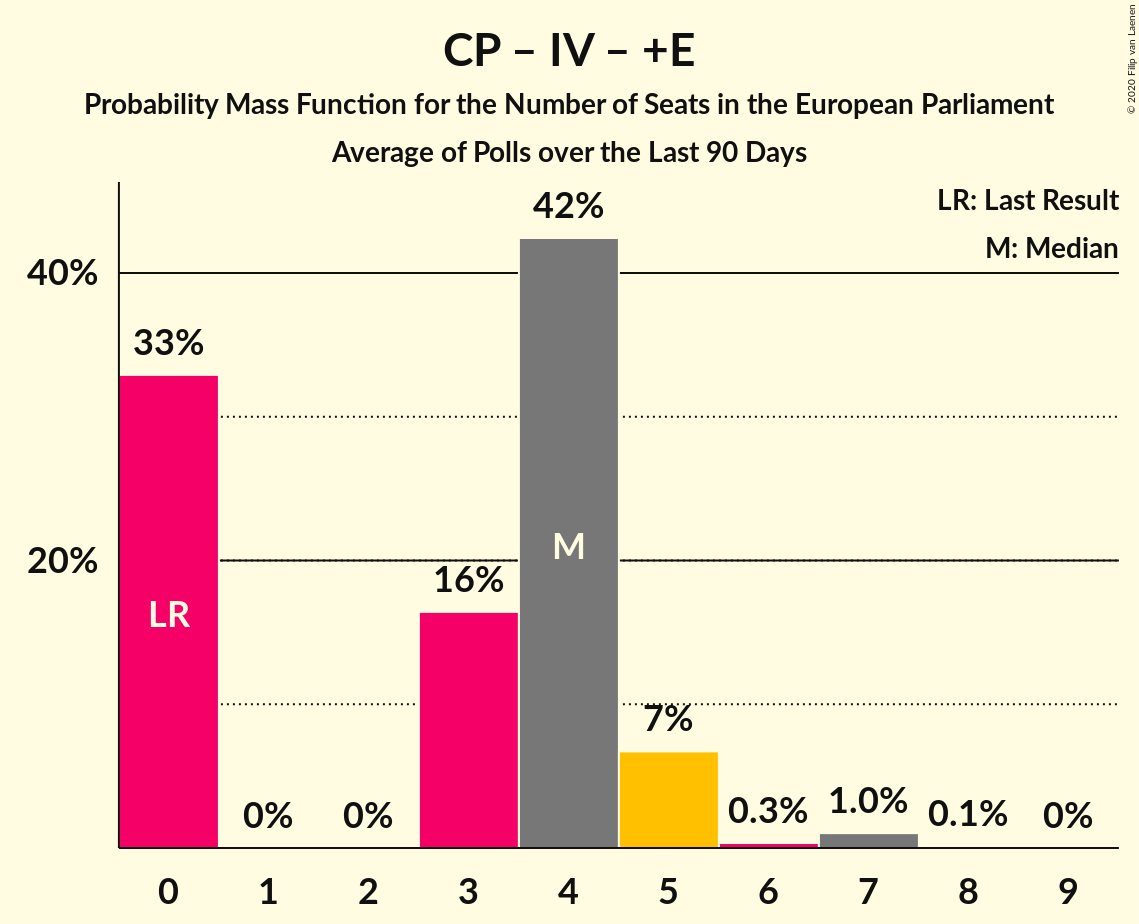 CP – IV – +E
Probability Mass Function for the Number of Seats in the European Parliament
Average of Polls over the Last 90 Days
© 2020 Filip van Laenen
LR: Last Result
M: Median
42%
40%
33%
20%
16%
M
LR
7%
0%
0%
0.3%
1.0%
0.1%
0%
0 1 2 3 4 5 6 7 8 9